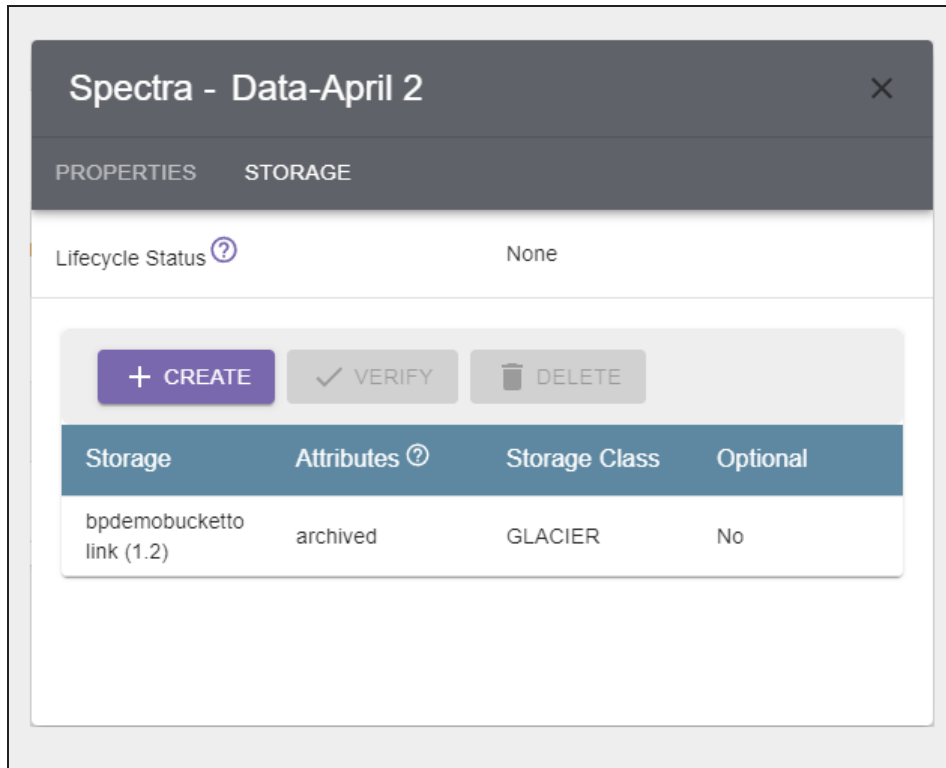 Spectra - Data-April 2
PROPERTIES STORAGE
Lifecycle Status ? None
+ CREATE VERIFY DELETE
Storage Attributes ? Storage Class Optional
bpdemobucketto
link (1.2) archived GLACIER No